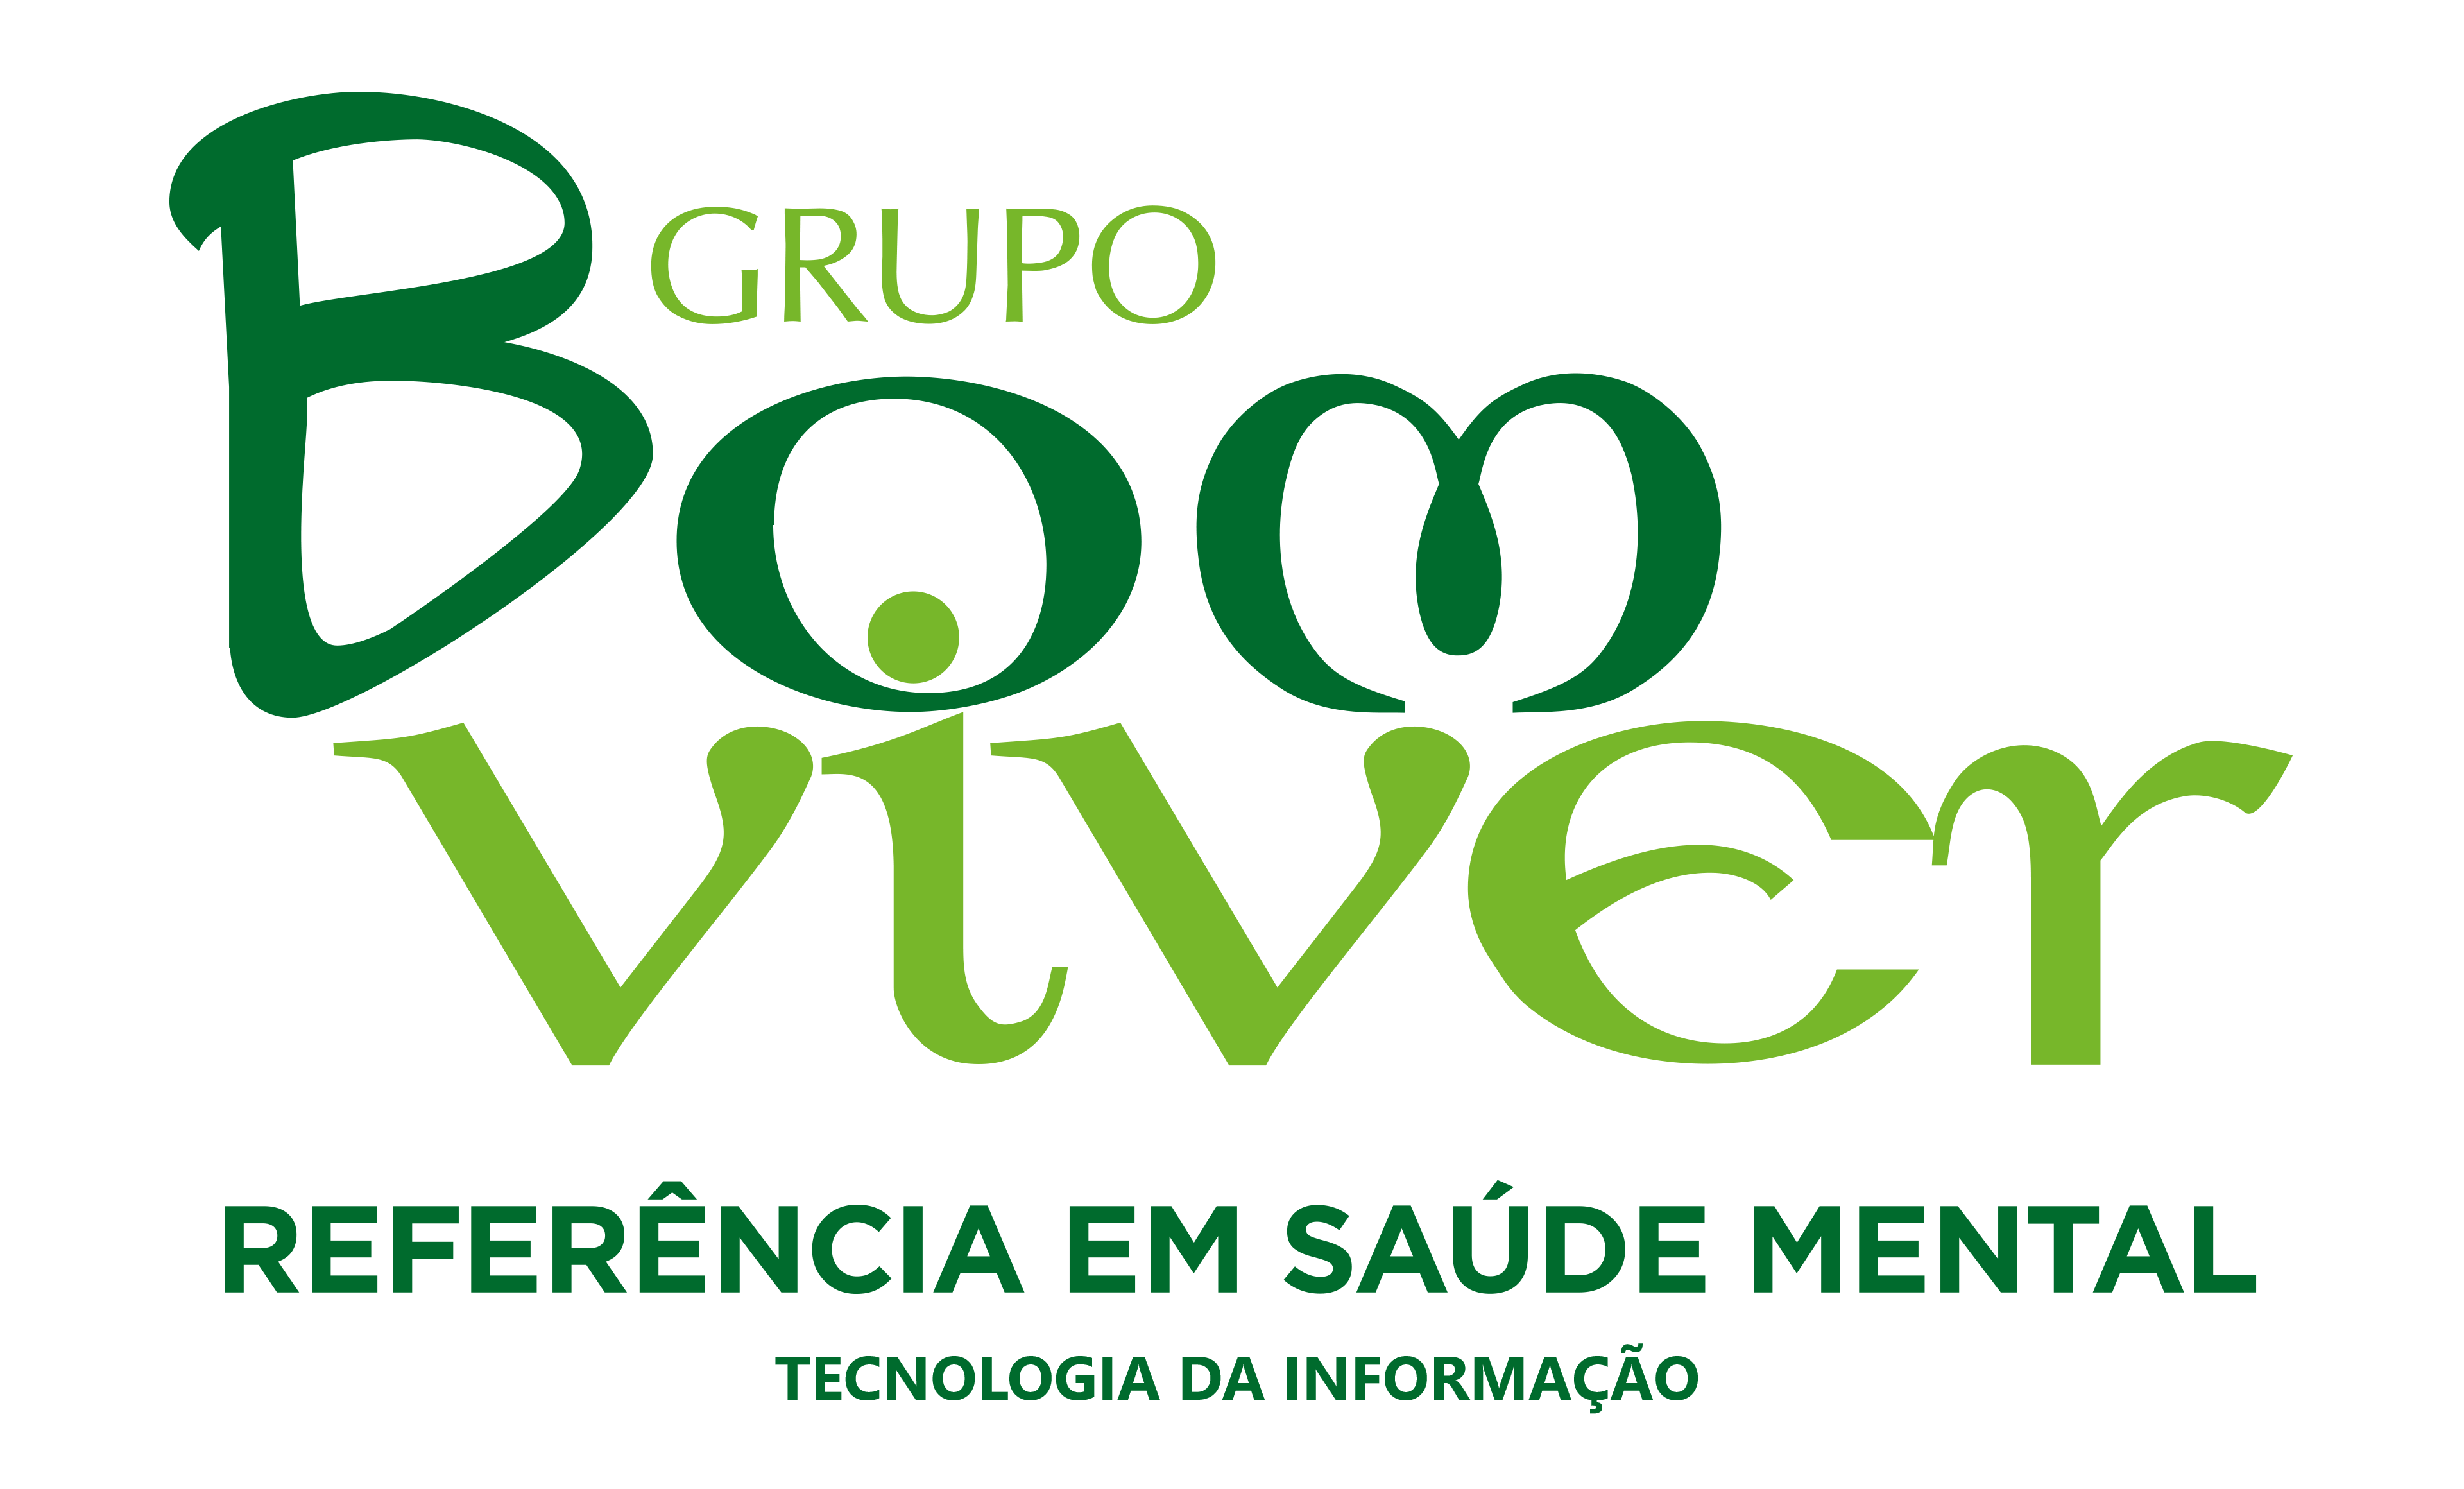 GRUPO
Bom
viver
REFERÊNCIA EM SAÚDE MENTAL
TECNOLOGIA DA INFORMAÇÃO